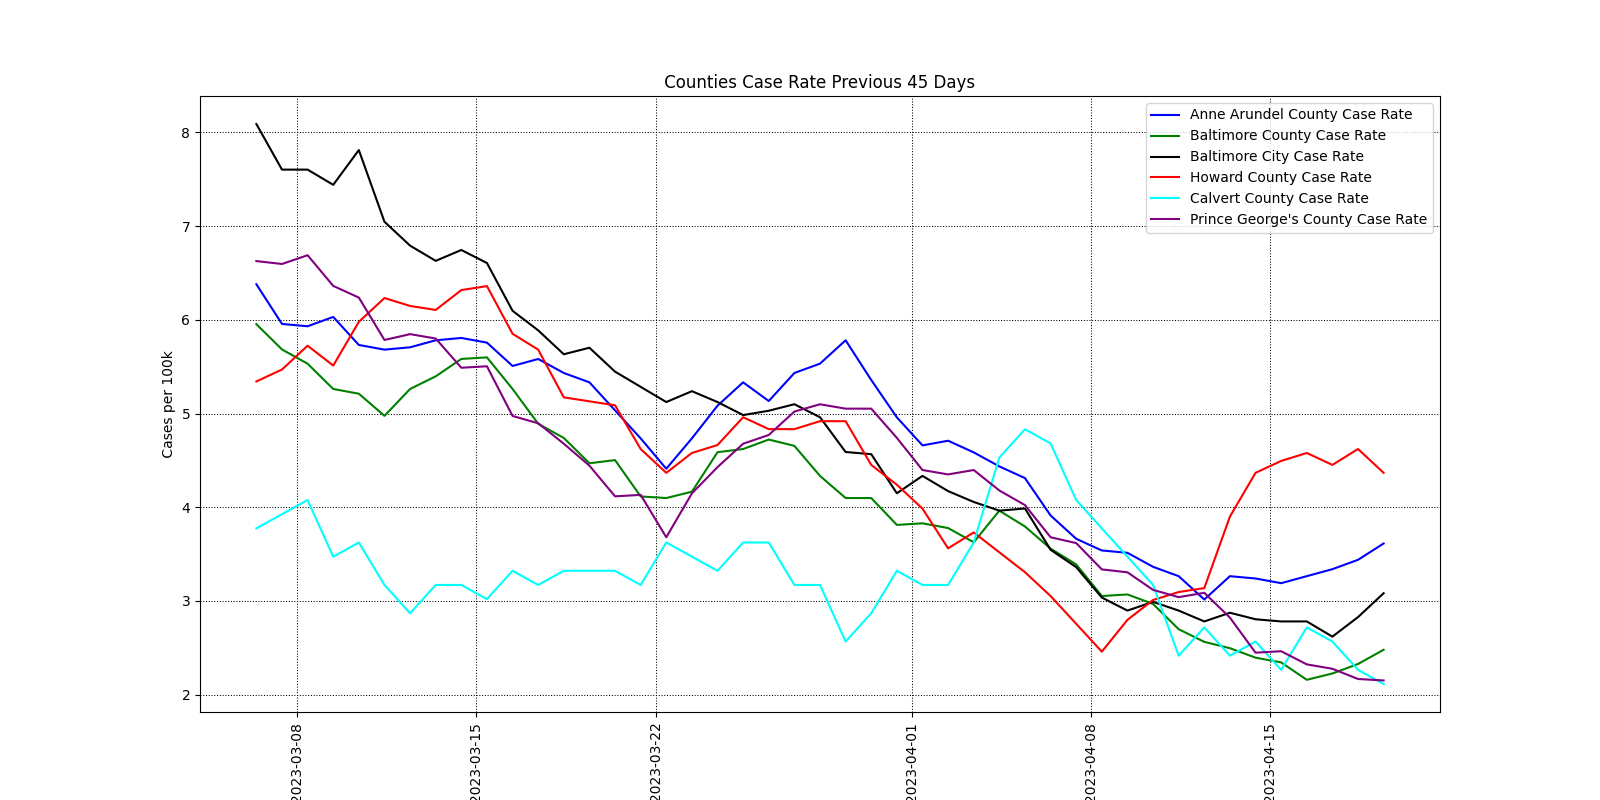 Counties Case Rate Previous 45 Days
Cases per 100k
8
7
6
5
4
3
2
Anne Arundel County Case Rate
Baltimore County Case Rate
Baltimore City Case Rate
Howard County Case Rate
Calvert County Case Rate
Prince George's County Case Rate
2023-03-08
2023-03-15
2023-03-22
2023-04-01
2023-04-08
2023-04-15